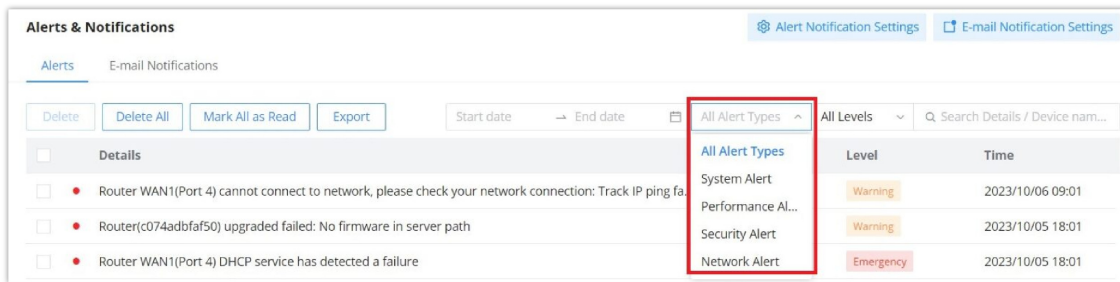 Alerts & Notifications
Alert Notification Settings
E-mail Notification Settings
Alerts
E-mail Notifications
Delete
Delete All
Mark All as Read
Export
Start date → End date
All Alert Types
All Levels
Search Details / Device nam...
All Alert Types
System Alert
Performance Al...
Security Alert
Network Alert
Details
Level
Time
Router WAN1(Port 4) cannot connect to network, please check your network connection: Track IP ping fa...
Warning
2023/10/06 09:01
Router(c074adbfaf50) upgraded failed: No firmware in server path
Warning
2023/10/05 18:01
Router WAN1(Port 4) DHCP service has detected a failure
Emergency
2023/10/05 18:01